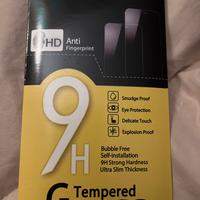 HD
Anti
Fingerprint
9H
Smudge Proof
Eye Protection
Delicate Touch
Explosion Proof
Bubble Free
Self-installation
9H Strong Hardness
Ultra Slim Thickness
Tempered